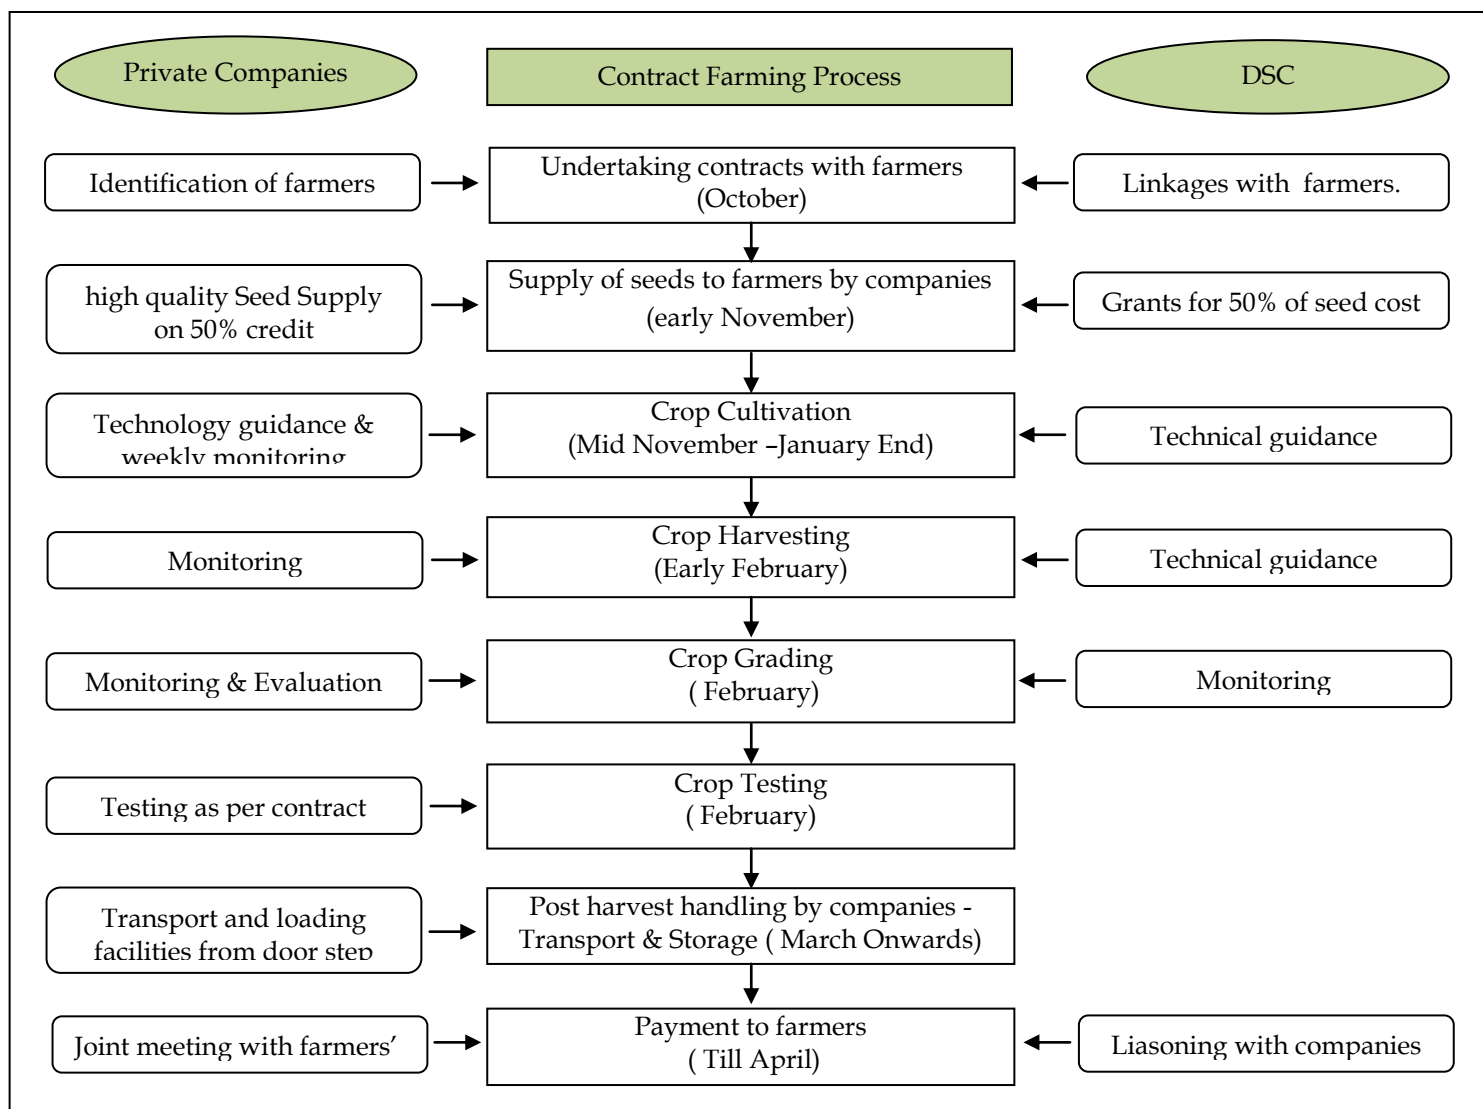 Private Companies
Contract Farming Process
DSC
Identification of farmers
Undertaking contracts with farmers
(October)
Linkages with farmers.
high quality Seed Supply
on 50% credit
Supply of seeds to farmers by companies
(early November)
Grants for 50% of seed cost
Technology guidance &
weekly monitoring
Crop Cultivation
(Mid November –January End)
Technical guidance
Monitoring
Crop Harvesting
(Early February)
Technical guidance
Monitoring & Evaluation
Crop Grading
( February)
Monitoring
Testing as per contract
Crop Testing
( February)
Transport and loading
facilities from door step
Post harvest handling by companies -
Transport & Storage ( March Onwards)
Joint meeting with farmers’
Payment to farmers
( Till April)
Liasoning with companies